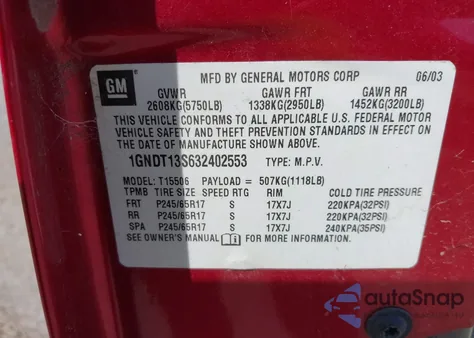 GM
MFD BY GENERAL MOTORS CORP 06/03
GVWR GAWR FRT GAWR RR
2608KG(5750LB) 1338KG(2950LB) 1452KG(3200LB)
THIS VEHICLE CONFORMS TO ALL APPLICABLE U.S. FEDERAL MOTOR
VEHICLE SAFETY AND THEFT PREVENTION STANDARDS IN EFFECT ON
THE DATE OF MANUFACTURE SHOWN ABOVE.
1GNDT13S632402553 TYPE: M.P.V.
MODEL: T15506 PAYLOAD = 507KG(1118LB)
TPMB TIRE SIZE SPEED RTG RIM COLD TIRE PRESSURE
FRT P245/65R17 S 17X7J 220KPA(32PSI)
RR P245/65R17 S 17X7J 220KPA(32PSI)
SPA P245/65R17 S 17X7J 240KPA(35PSI)
SEE OWNER'S MANUAL i FOR MORE INFORMATION.
autoSnap